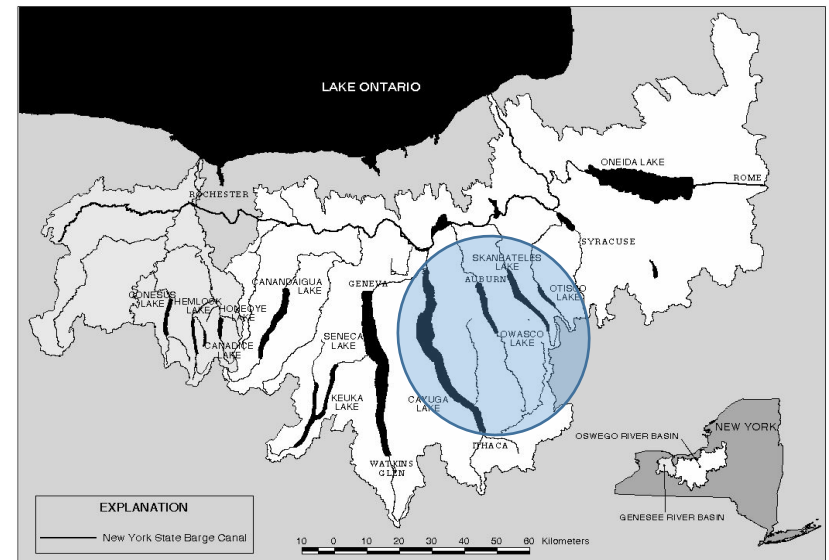 LAKE ONTARIO
ONEIDA LAKE
ROME
ROCHESTER
SYRACUSE
SKANEATELES
LAKE
CANANDAIGUA
LAKE
GENEVA
AUBURN
OTISCO
LAKE
CONESUS
LAKE
HEMLOCK
LAKE
HONEOYE
LAKE
CANADICE
LAKE
SENECA
LAKE
OWASCO
LAKE
KEUKA
LAKE
CAYUGA
LAKE
ITHACA
WATKINS
GLEN
NEW YORK
OSWEGO RIVER BASIN
GENESEE RIVER BASIN
EXPLANATION
New York State Barge Canal
10 0 10 20 30 40 50 60 Kilometers